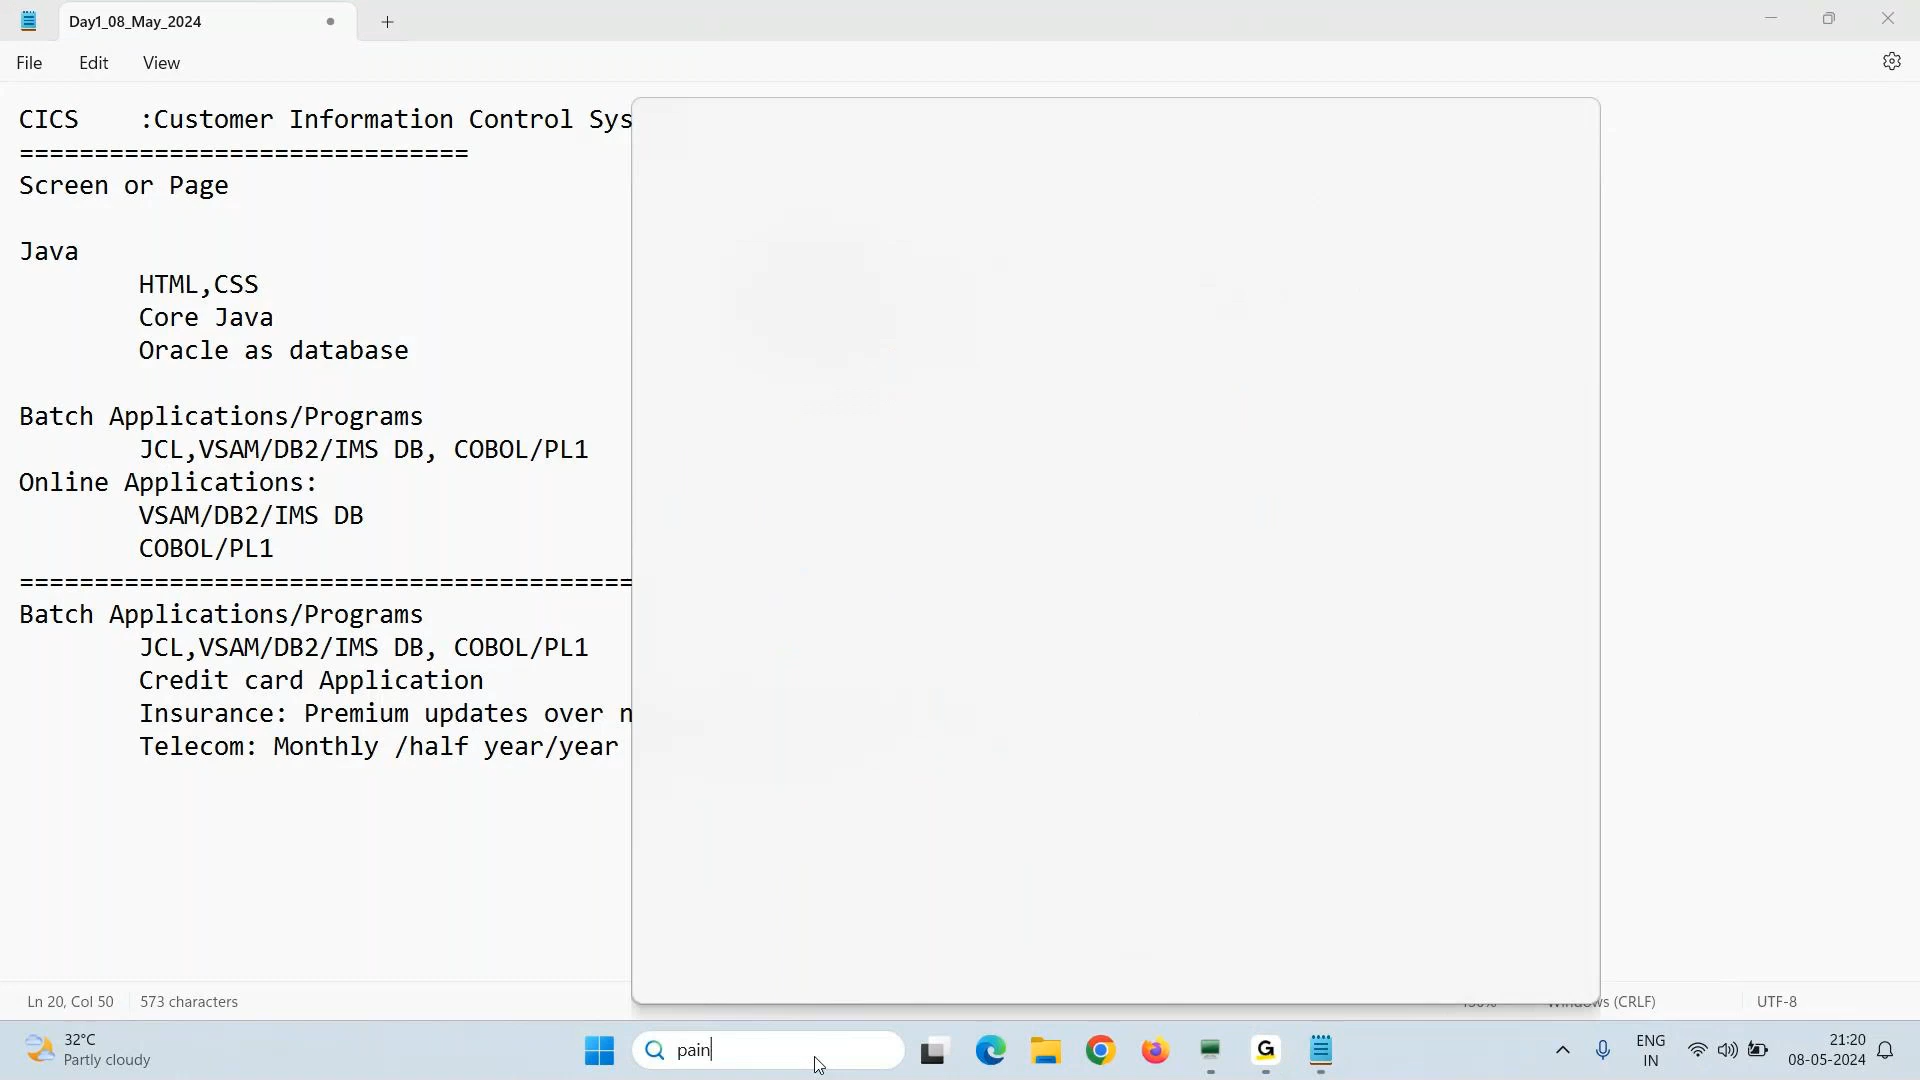 Day1_08_May_2024
File Edit View
CICS :Customer Information Control Sys
==============================
Screen or Page
Java
HTML,CSS
Core Java
Oracle as database
Batch Applications/Programs
JCL,VSAM/DB2/IMS DB, COBOL/PL1
Online Applications:
VSAM/DB2/IMS DB
COBOL/PL1
=========================================
Batch Applications/Programs
JCL,VSAM/DB2/IMS DB, COBOL/PL1
Credit card Application
Insurance: Premium updates over n
Telecom: Monthly /half year/year
Ln 20, Col 50 573 characters Windows (CRLF) UTF-8
32°C
Partly cloudy
pain
ENG
IN
21:20
08-05-2024